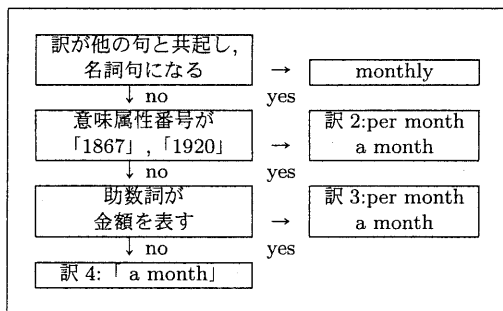 訳が他の句と共起し,
名詞句になる → monthly
↓ no yes
意味属性番号が 訳 2:per month
「1867」,「1920」 → a month
↓ no yes
助数詞が 訳 3:per month
金額を表す → a month
↓ no yes
訳 4:「 a month」